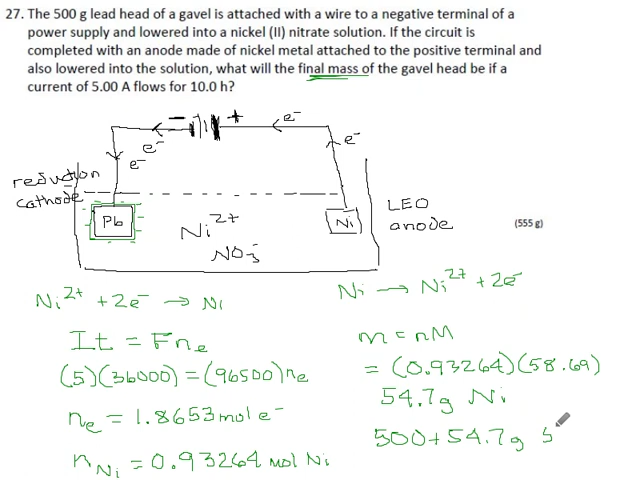 27. The 500 g lead head of a gavel is attached with a wire to a negative terminal of a
power supply and lowered into a nickel (II) nitrate solution. If the circuit is
completed with an anode made of nickel metal attached to the positive terminal and
also lowered into the solution, what will the final mass of the gavel head be if a
current of 5.00 A flows for 10.0 h?
− +
e⁻ e⁻
e⁻ e⁻
reduction
cathode
LEO
anode
Pb
Ni²⁺
NO₃⁻
Ni
(555 g)
Ni²⁺ + 2e⁻ → Ni
Ni → Ni²⁺ + 2e⁻
It = Fnₑ
(5)(36000) = (96500)nₑ
nₑ = 1.8653 mol e⁻
n Ni = 0.93264 mol Ni
m = nM
= (0.93264)(58.69)
54.7g Ni
500 + 54.7g 5